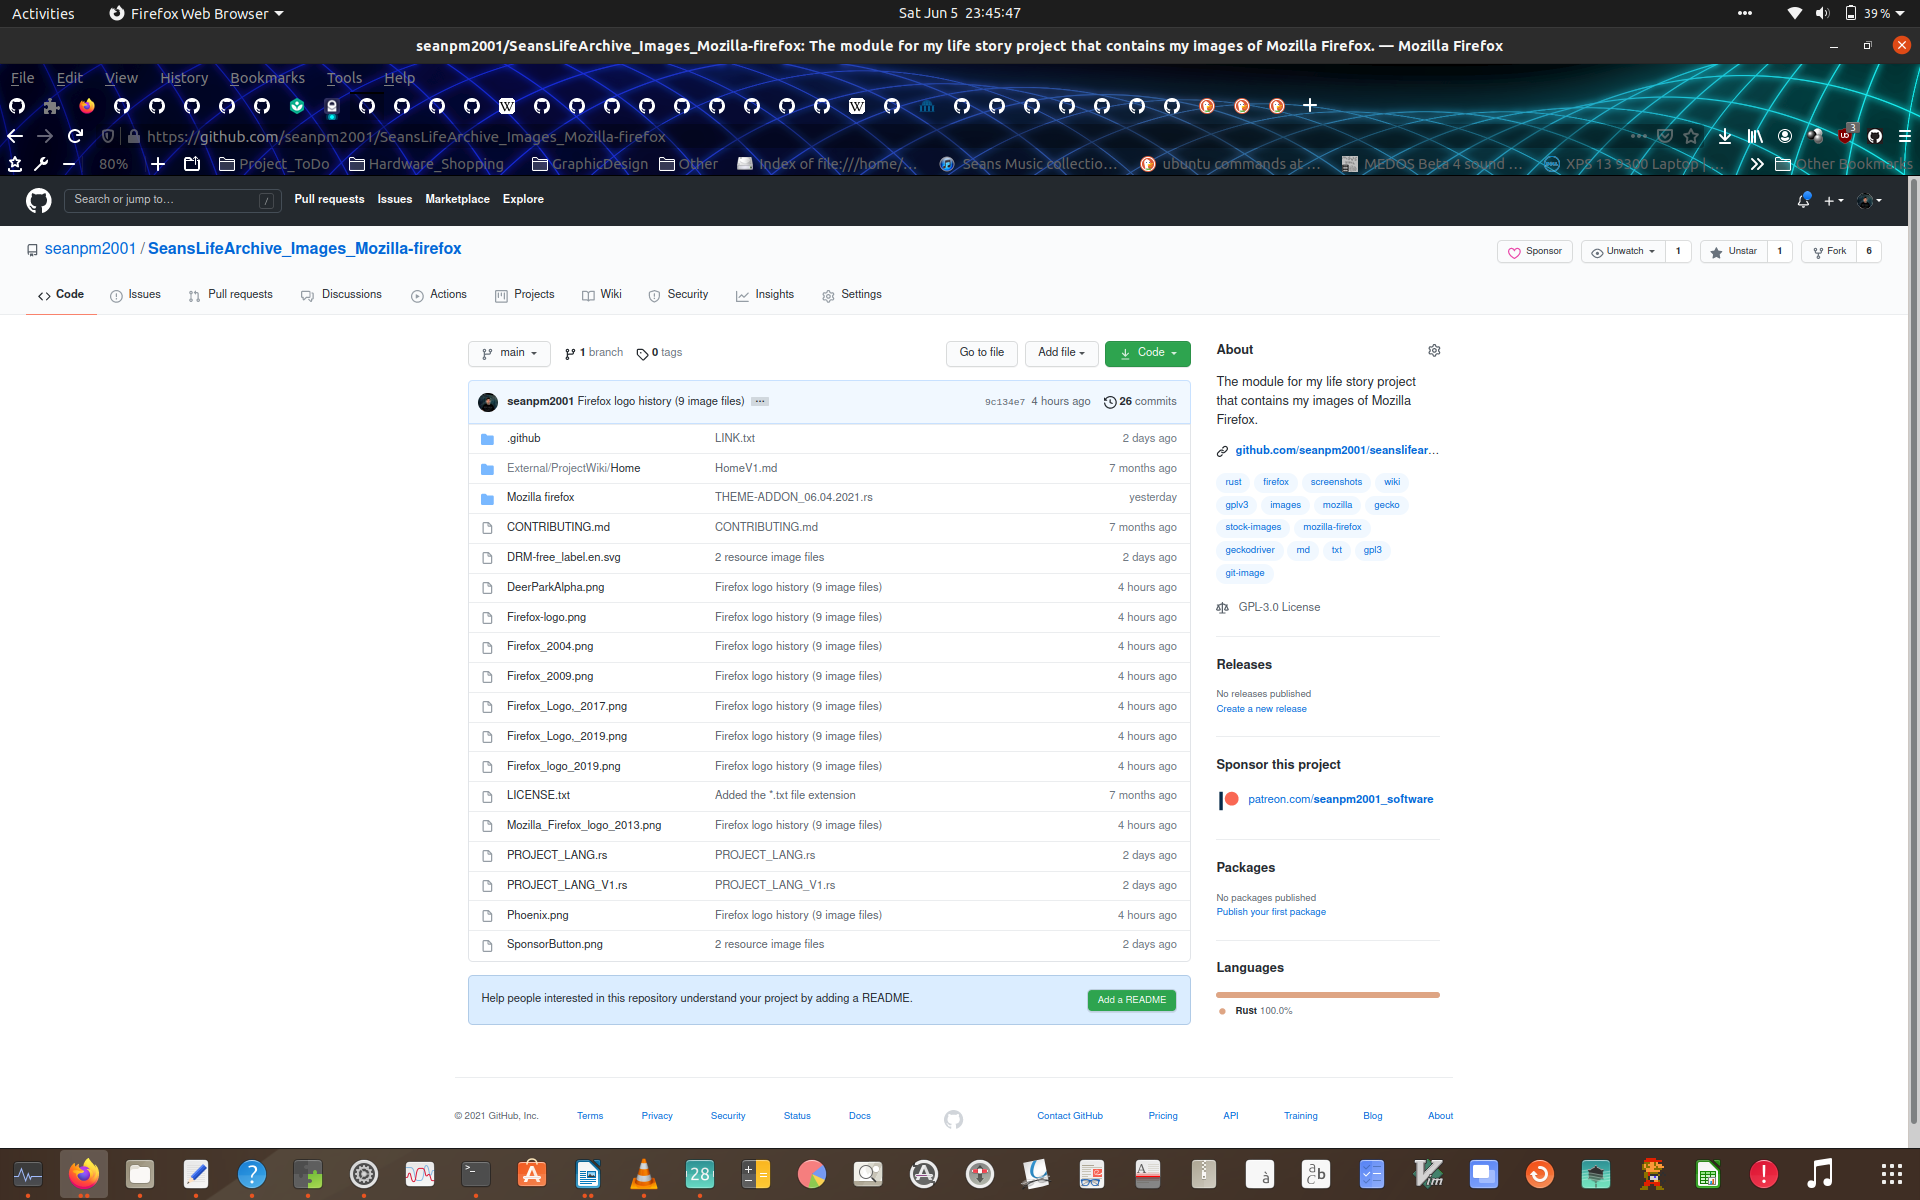 Activities
Firefox Web Browser
Sat Jun 5 23:45:47
39 %
seanpm2001/SeansLifeArchive_Images_Mozilla-firefox: The module for my life story project that contains my images of Mozilla Firefox. — Mozilla Firefox
File Edit View History Bookmarks Tools Help
https://github.com/seanpm2001/SeansLifeArchive_Images_Mozilla-firefox
3
80%
Project_ToDo
Hardware_Shopping
GraphicDesign
Other
Index of file:///home/...
Seans Music collectio...
ubuntu commands at ...
MEDOS Beta 4 sound ...
XPS 13 9300 Laptop | ...
Other Bookmarks
Search or jump to...
/
Pull requests
Issues
Marketplace
Explore
seanpm2001 / SeansLifeArchive_Images_Mozilla-firefox
Sponsor
Unwatch
1
Unstar
1
Fork
6
Code
Issues
Pull requests
Discussions
Actions
Projects
Wiki
Security
Insights
Settings
main
1 branch
0 tags
Go to file
Add file
Code
seanpm2001 Firefox logo history (9 image files)
9c134e7 4 hours ago
26 commits
.github LINK.txt 2 days ago
External/ProjectWiki/Home HomeV1.md 7 months ago
Mozilla firefox THEME-ADDON_06.04.2021.rs yesterday
CONTRIBUTING.md CONTRIBUTING.md 7 months ago
DRM-free_label.en.svg 2 resource image files 2 days ago
DeerParkAlpha.png Firefox logo history (9 image files) 4 hours ago
Firefox-logo.png Firefox logo history (9 image files) 4 hours ago
Firefox_2004.png Firefox logo history (9 image files) 4 hours ago
Firefox_2009.png Firefox logo history (9 image files) 4 hours ago
Firefox_Logo,_2017.png Firefox logo history (9 image files) 4 hours ago
Firefox_Logo,_2019.png Firefox logo history (9 image files) 4 hours ago
Firefox_logo_2019.png Firefox logo history (9 image files) 4 hours ago
LICENSE.txt Added the *.txt file extension 7 months ago
Mozilla_Firefox_logo_2013.png Firefox logo history (9 image files) 4 hours ago
PROJECT_LANG.rs PROJECT_LANG.rs 2 days ago
PROJECT_LANG_V1.rs PROJECT_LANG_V1.rs 2 days ago
Phoenix.png Firefox logo history (9 image files) 4 hours ago
SponsorButton.png 2 resource image files 2 days ago
Help people interested in this repository understand your project by adding a README.
Add a README
About
The module for my life story project
that contains my images of Mozilla
Firefox.
github.com/seanpm2001/seanslifear...
rust firefox screenshots wiki
gplv3 images mozilla gecko
stock-images mozilla-firefox
geckodriver md txt gpl3
git-image
GPL-3.0 License
Releases
No releases published
Create a new release
Sponsor this project
patreon.com/seanpm2001_software
Packages
No packages published
Publish your first package
Languages
Rust 100.0%
© 2021 GitHub, Inc.
Terms
Privacy
Security
Status
Docs
Contact GitHub
Pricing
API
Training
Blog
About
28